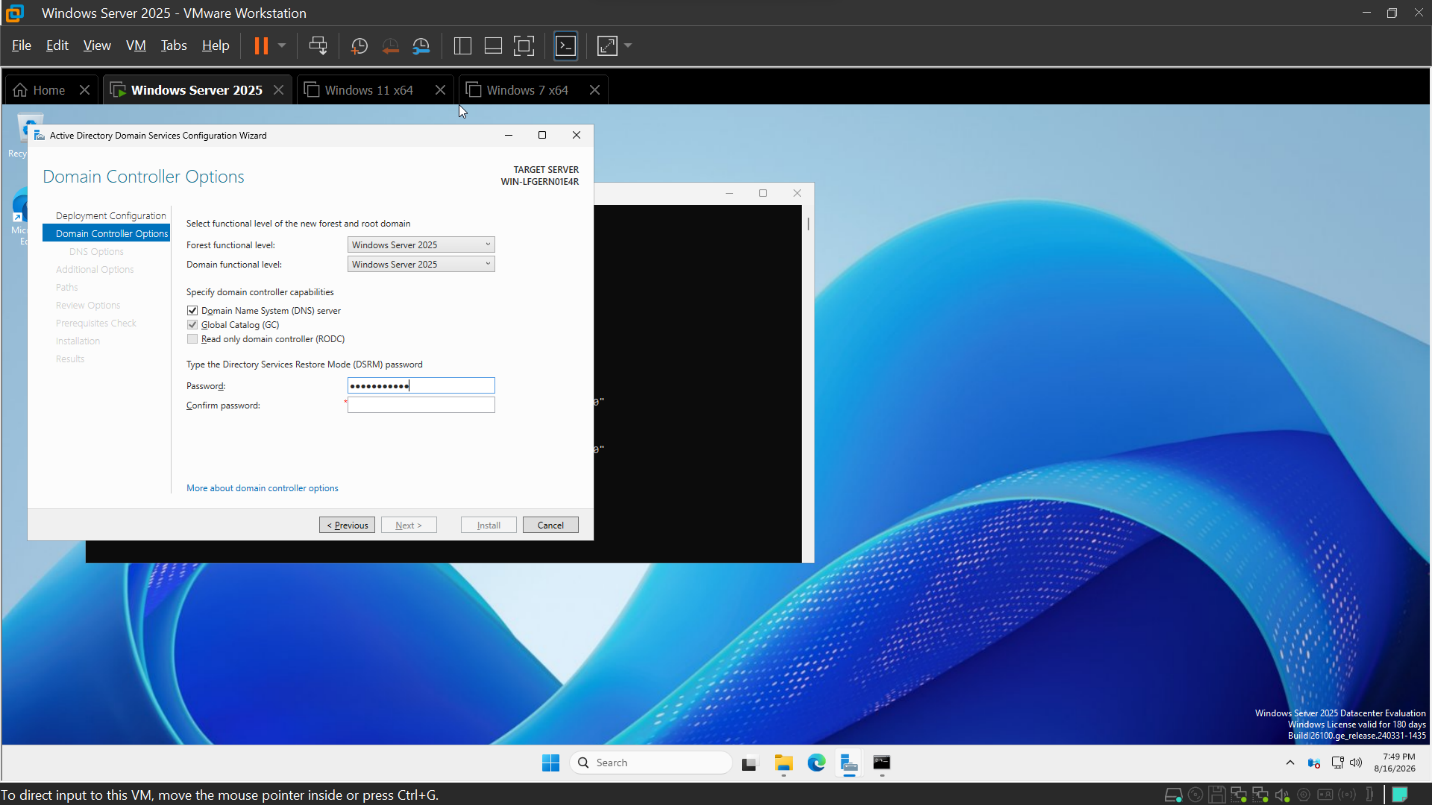 Windows Server 2025 - VMware Workstation
File Edit View VM Tabs Help
Home Windows Server 2025 Windows 11 x64 Windows 7 x64
Active Directory Domain Services Configuration Wizard
Domain Controller Options
TARGET SERVER
WIN-LFGERN01E4R
Deployment Configuration
Domain Controller Options
DNS Options
Additional Options
Paths
Review Options
Prerequisites Check
Installation
Results
Select functional level of the new forest and root domain
Forest functional level: Windows Server 2025
Domain functional level: Windows Server 2025
Specify domain controller capabilities
Domain Name System (DNS) server
Global Catalog (GC)
Read only domain controller (RODC)
Type the Directory Services Restore Mode (DSRM) password
Password: ●●●●●●●●●●●
Confirm password: *
More about domain controller options
< Previous Next > Install Cancel
Windows Server 2025 Datacenter Evaluation
Windows License valid for 180 days
Build 26100.ge_release.240331-1435
Search
7:49 PM
8/16/2026
To direct input to this VM, move the mouse pointer inside or press Ctrl+G.